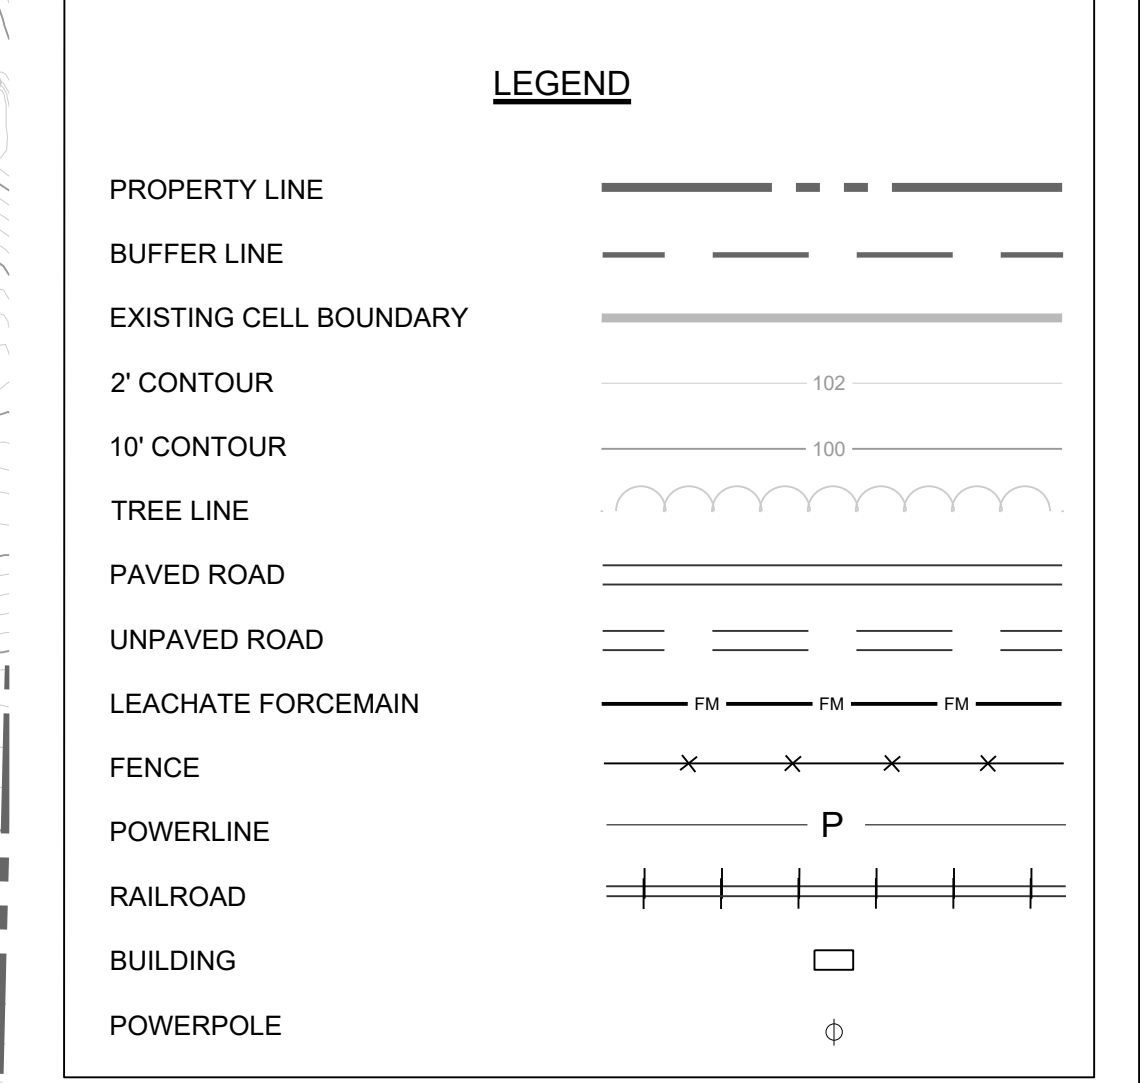 LEGEND
PROPERTY LINE
BUFFER LINE
EXISTING CELL BOUNDARY
2' CONTOUR 102
10' CONTOUR 100
TREE LINE
PAVED ROAD
UNPAVED ROAD
LEACHATE FORCEMAIN FM FM FM
FENCE
POWERLINE P
RAILROAD
BUILDING
POWERPOLE